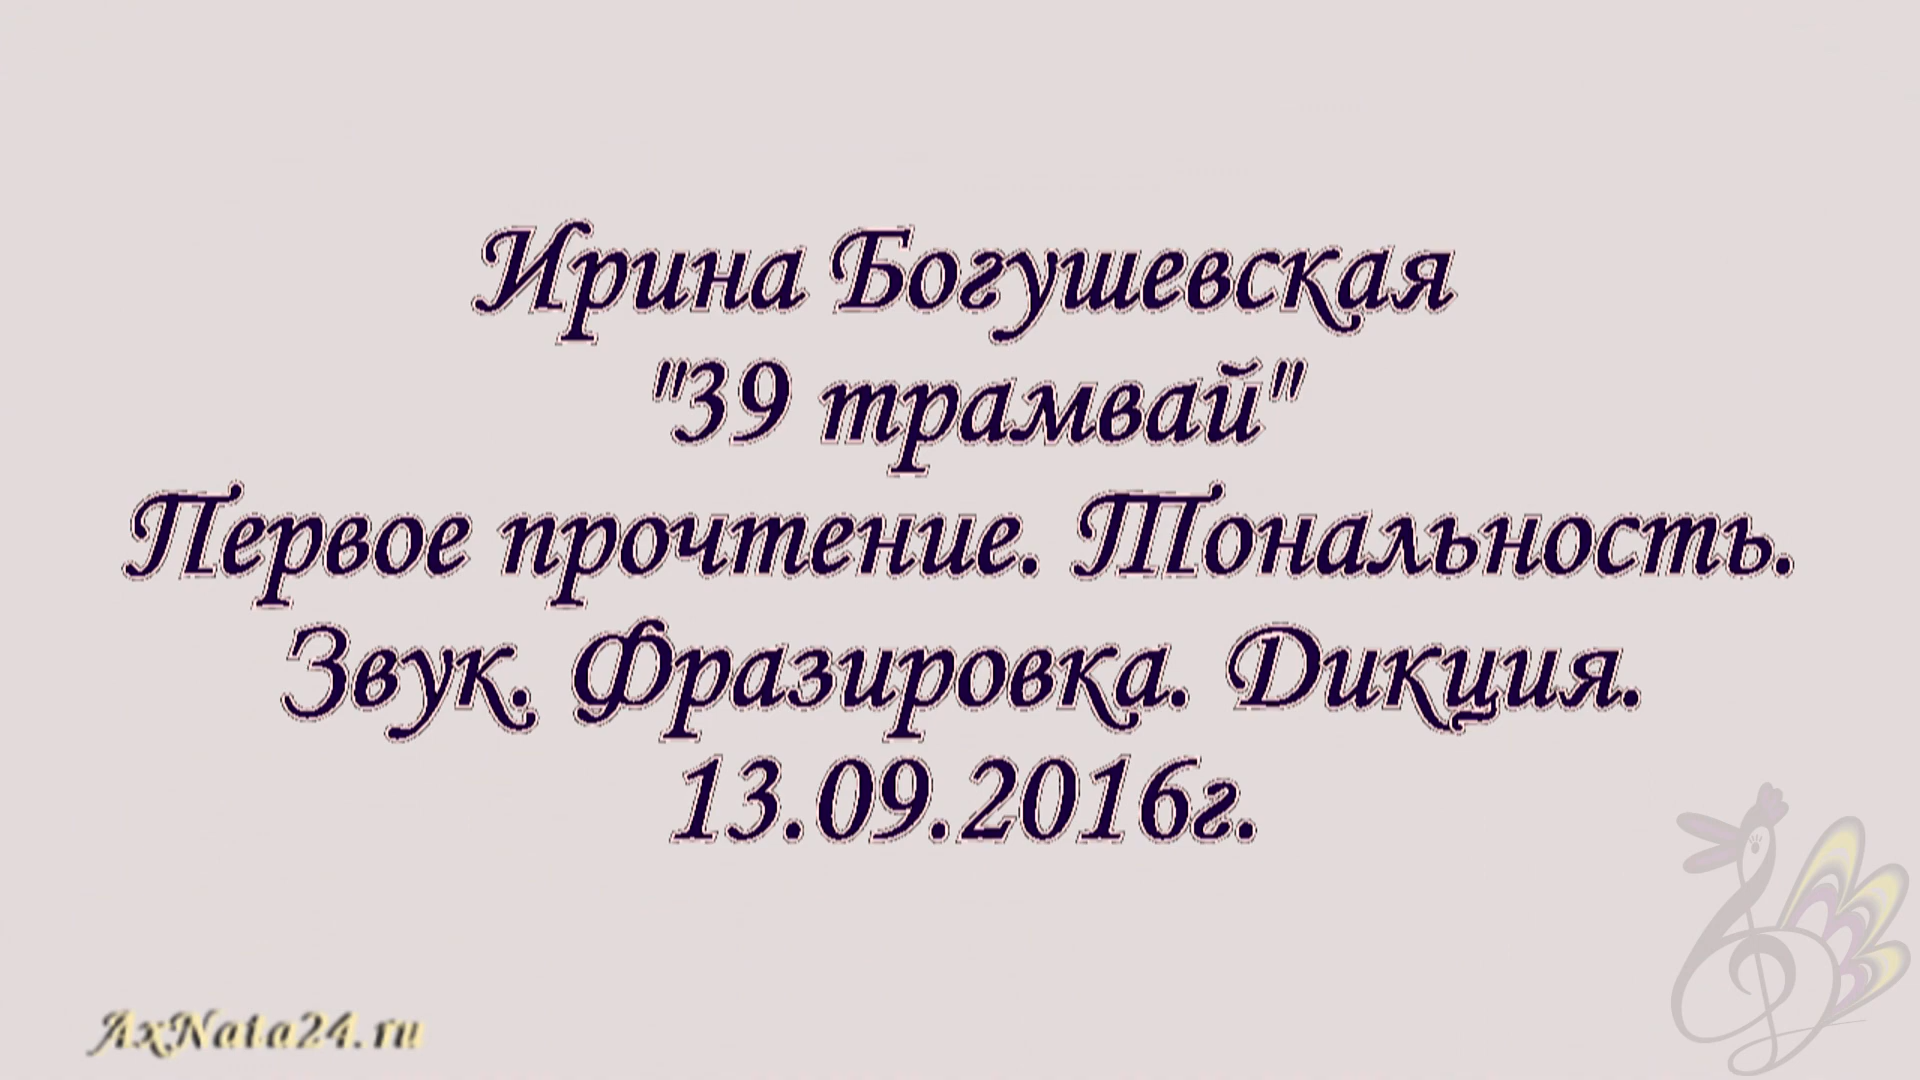 Ирина Богушевская
"39 трамвай"
Первое прочтение. Тональность.
Звук. Фразировка. Дикция.
13.09.2016г.
AxNata24.ru